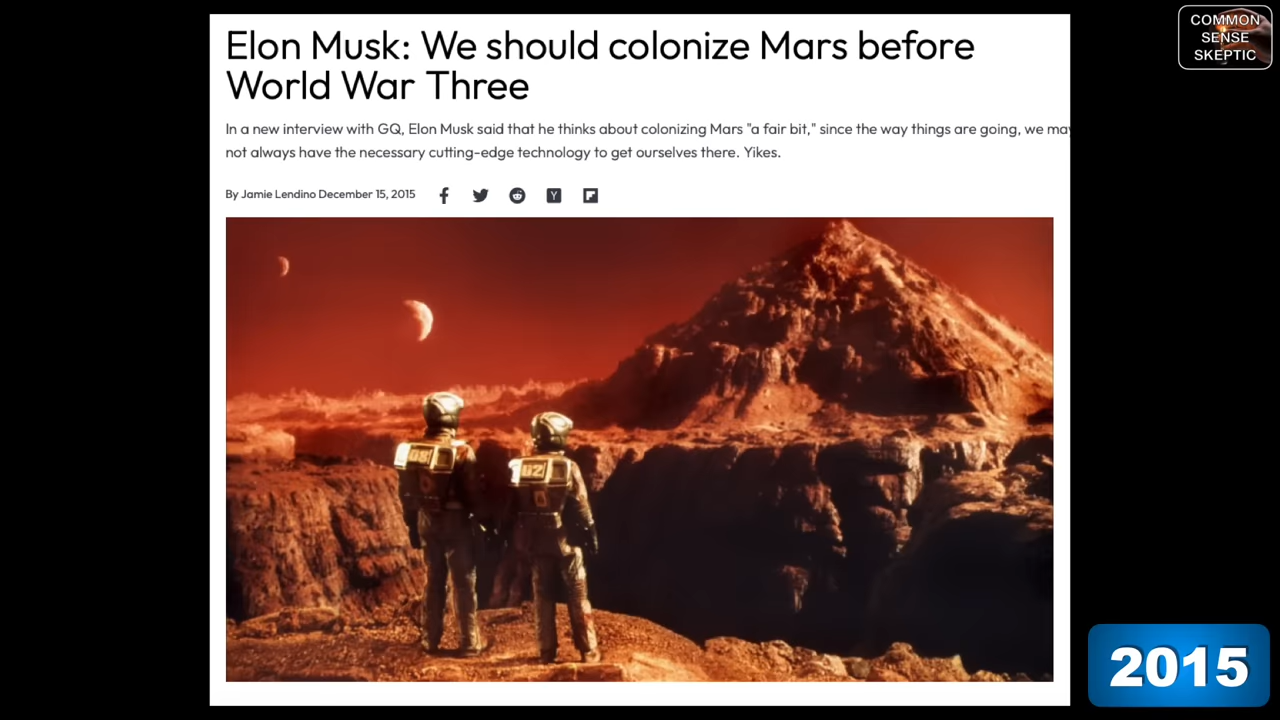 Elon Musk: We should colonize Mars before
World War Three
In a new interview with GQ, Elon Musk said that he thinks about colonizing Mars "a fair bit," since the way things are going, we may
not always have the necessary cutting-edge technology to get ourselves there. Yikes.
By Jamie Lendino December 15, 2015
COMMON
SENSE
SKEPTIC
08
02
2015